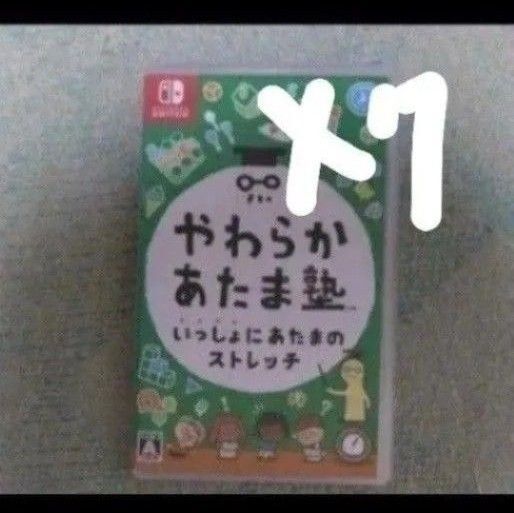 ×7
やわらか
あたま塾
いっしょにあたまの
ストレッチ
A